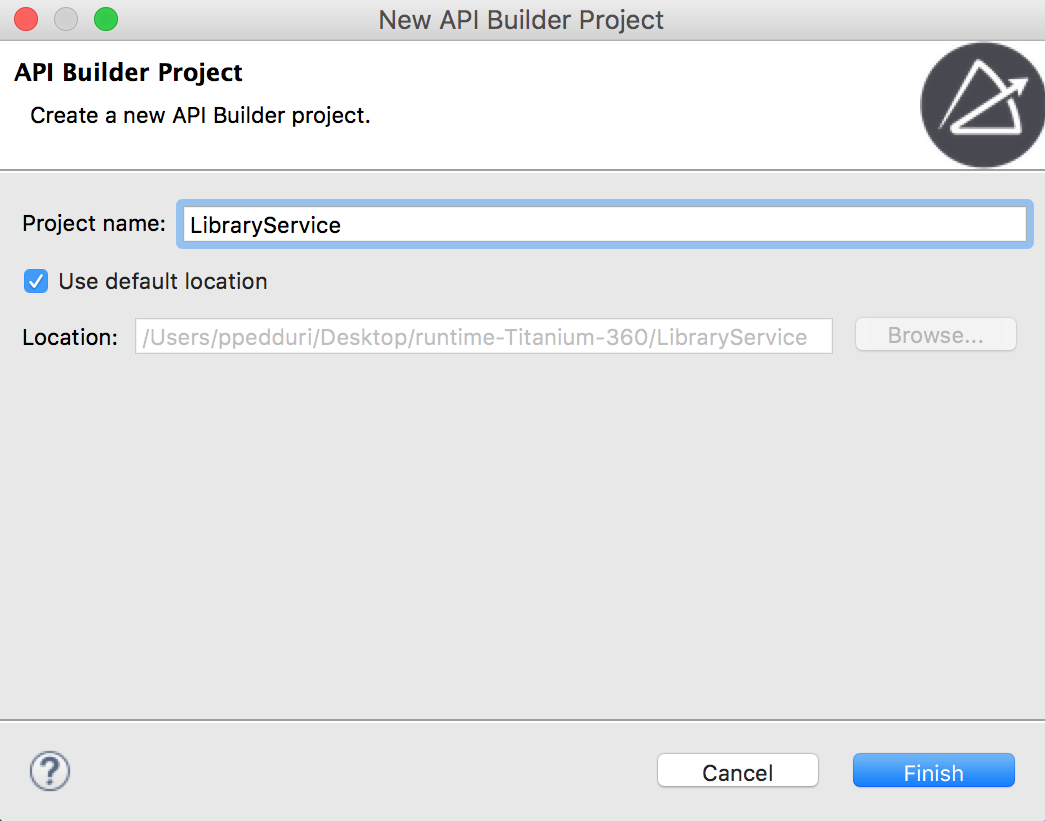 New API Builder Project
API Builder Project
Create a new API Builder project.
Project name: LibraryService
Use default location
Location: /Users/ppedduri/Desktop/runtime-Titanium-360/LibraryService Browse...
? Cancel Finish